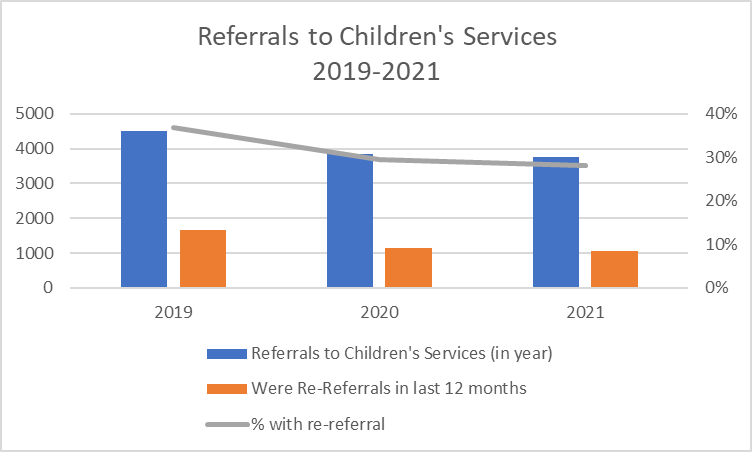 Referrals to Children's Services
2019-2021
5000
4000
3000
2000
1000
0
40%
30%
20%
10%
0%
2019 2020 2021
Referrals to Children's Services (in year)
Were Re-Referrals in last 12 months
% with re-referral